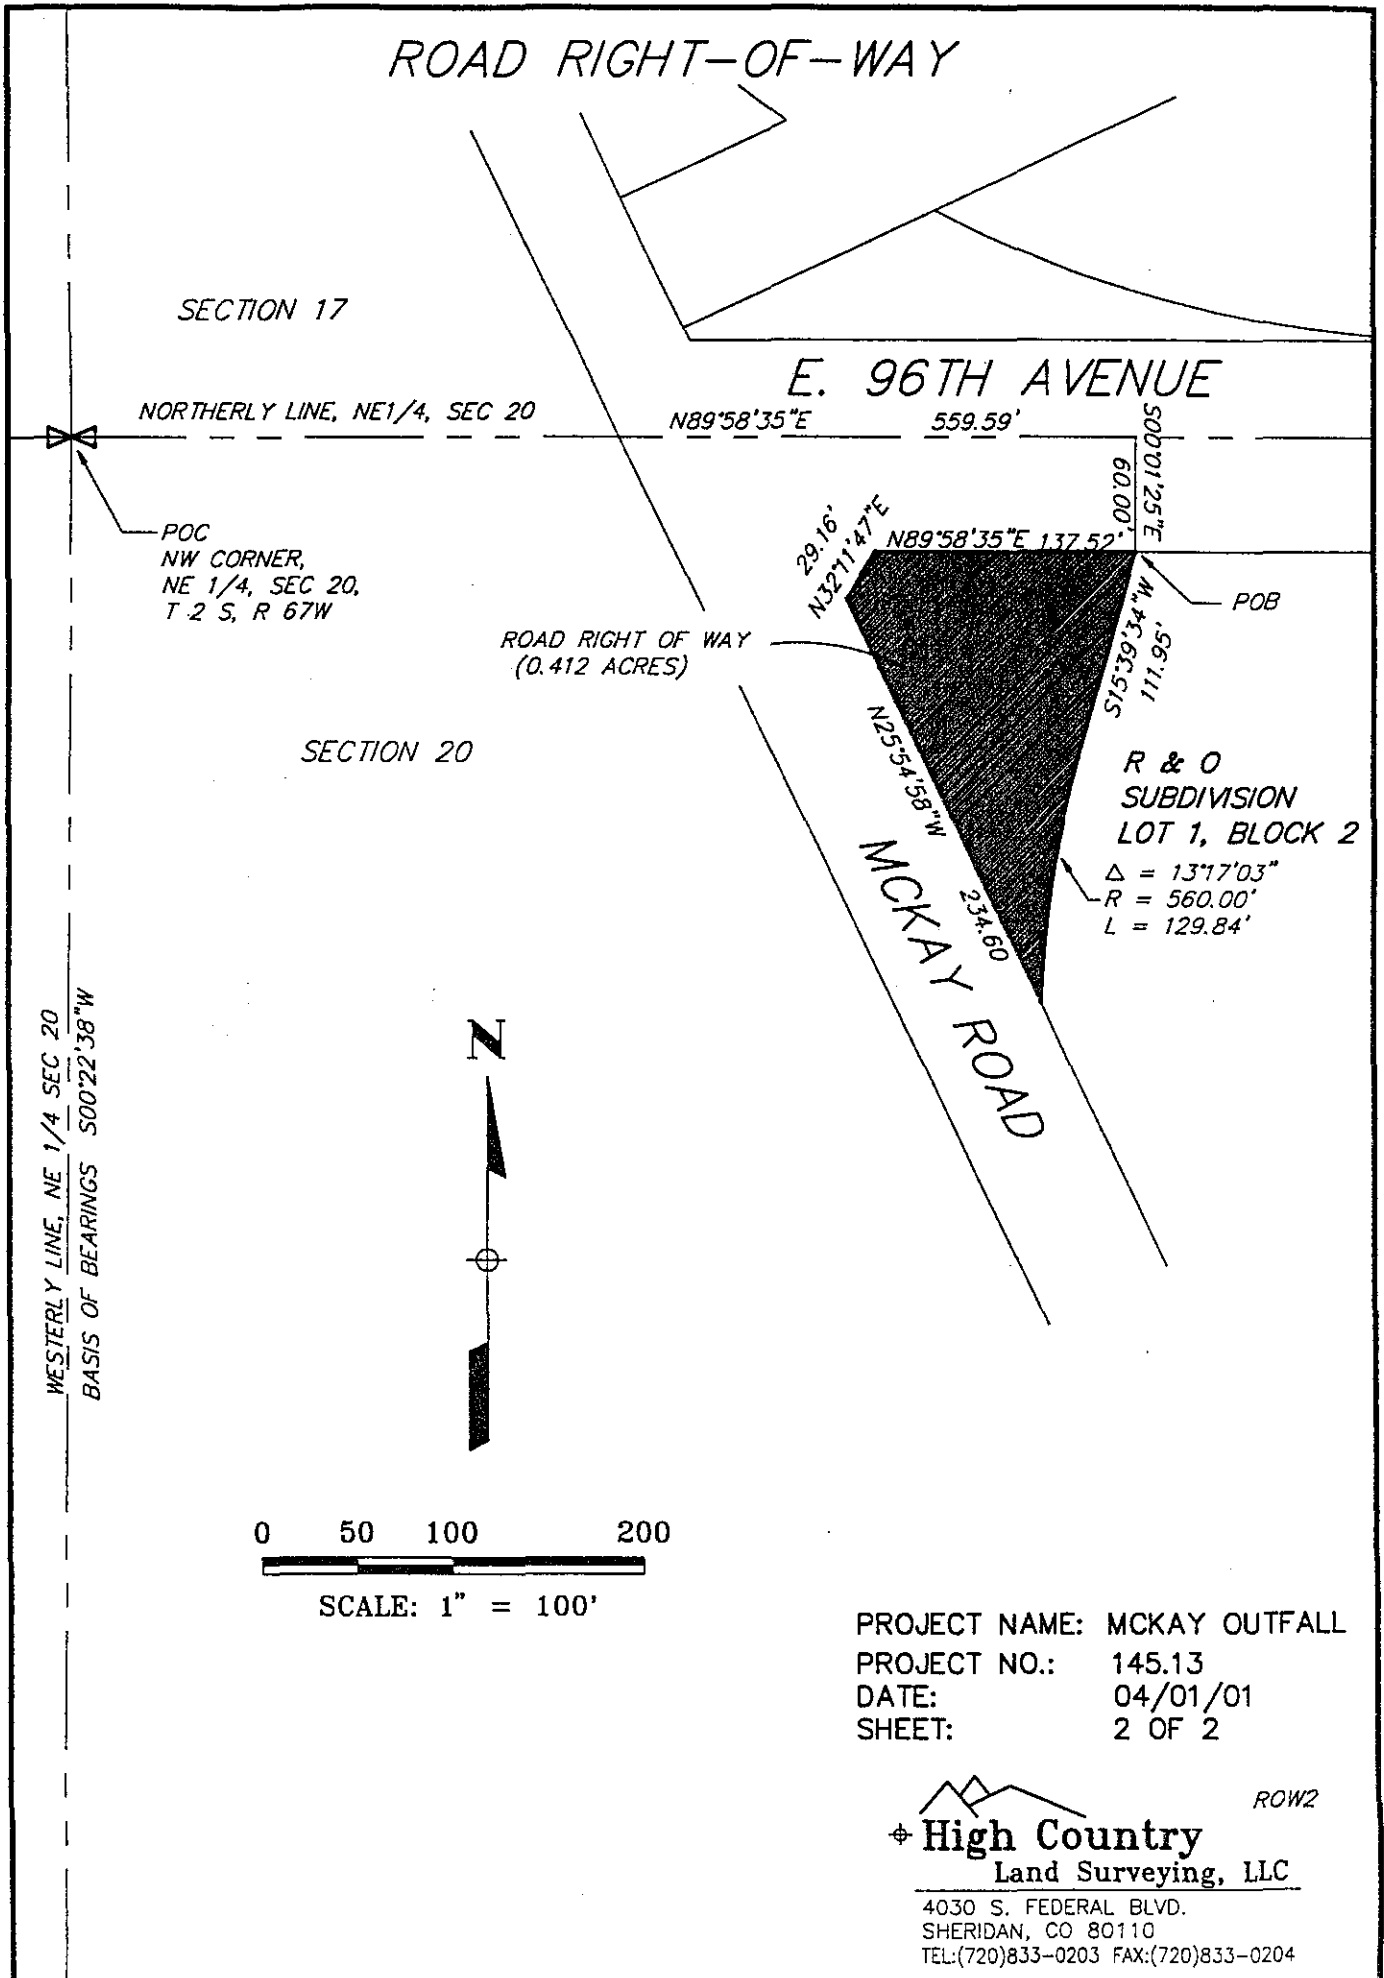 ROAD RIGHT-OF-WAY
SECTION 17
E. 96TH AVENUE
NORTHERLY LINE, NE1/4, SEC 20
N89°58'35"E 559.59'
S00°01'25"E
60.00'
POC
NW CORNER,
NE 1/4, SEC 20,
T 2 S, R 67W
29.16'
N32°11'47"E
N89°58'35"E 137.52'
POB
ROAD RIGHT OF WAY
(0.412 ACRES)
S15°39'34"W
111.95'
SECTION 20
N25°54'58"W
234.60
R & O
SUBDIVISION
LOT 1, BLOCK 2
Δ = 13°17'03"
R = 560.00'
L = 129.84'
MCKAY ROAD
WESTERLY LINE, NE 1/4 SEC 20
BASIS OF BEARINGS S00°22'38"W
N
0 50 100 200
SCALE: 1" = 100'
PROJECT NAME: MCKAY OUTFALL
PROJECT NO.: 145.13
DATE: 04/01/01
SHEET: 2 OF 2
ROW2
High Country
Land Surveying, LLC
4030 S. FEDERAL BLVD.
SHERIDAN, CO 80110
TEL:(720)833-0203 FAX:(720)833-0204